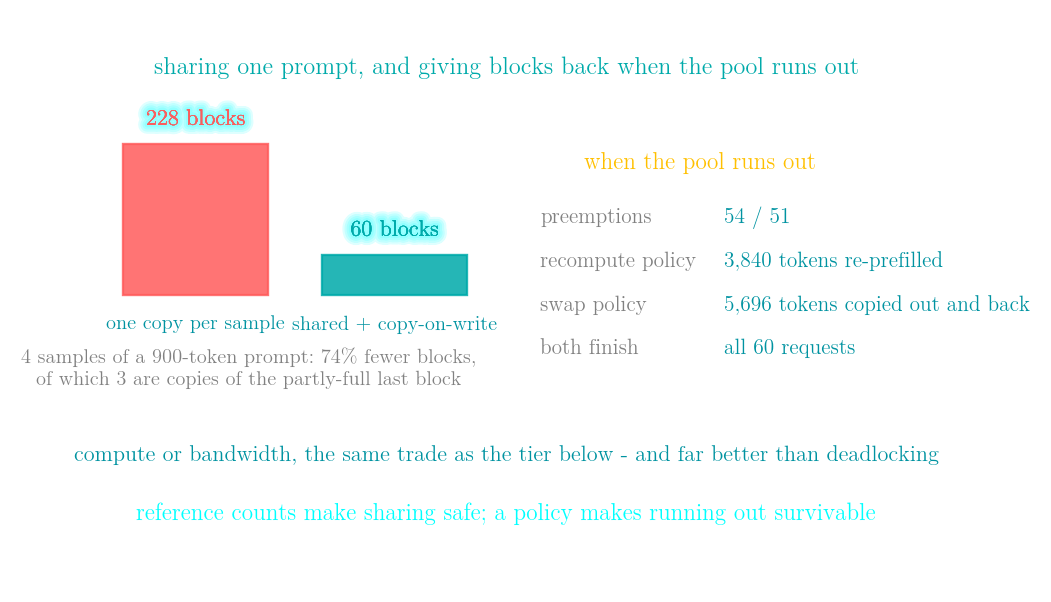 sharing one prompt, and giving blocks back when the pool runs out
228 blocks
60 blocks
one copy per sample
shared + copy-on-write
4 samples of a 900-token prompt: 74% fewer blocks,
of which 3 are copies of the partly-full last block
when the pool runs out
preemptions 54 / 51
recompute policy 3,840 tokens re-prefilled
swap policy 5,696 tokens copied out and back
both finish all 60 requests
compute or bandwidth, the same trade as the tier below - and far better than deadlocking
reference counts make sharing safe; a policy makes running out survivable